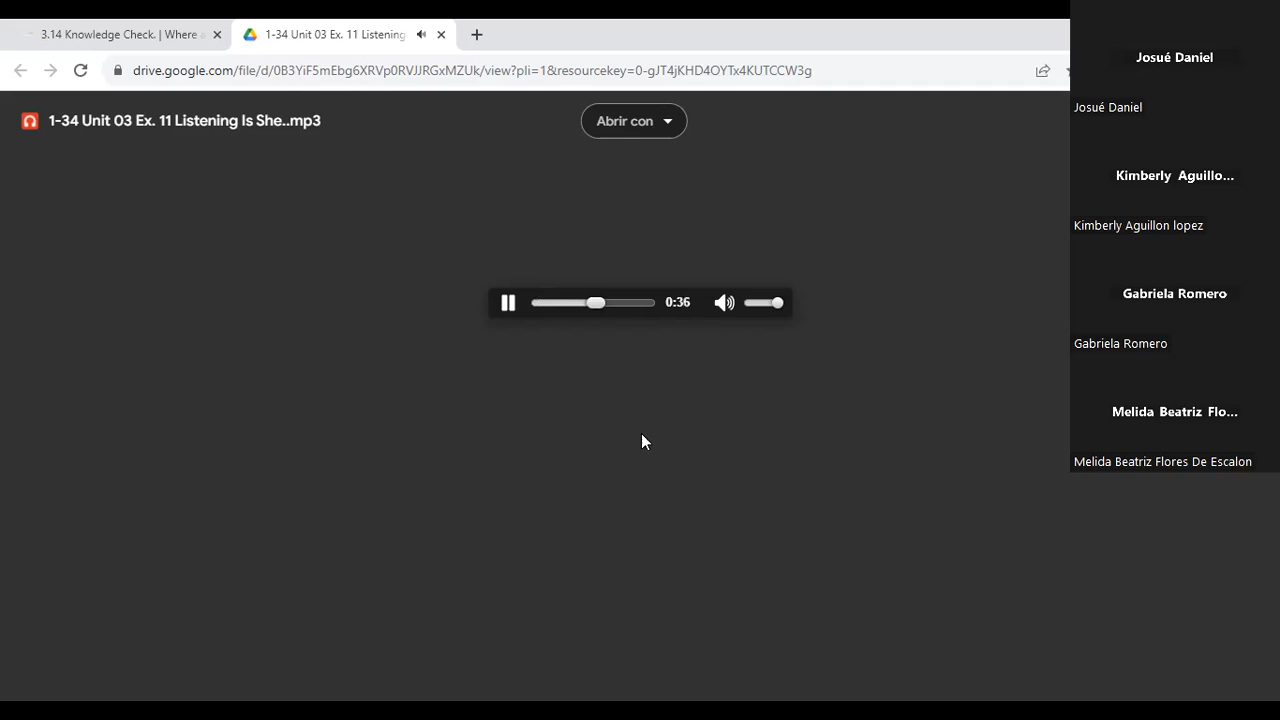 3.14 Knowledge Check. | Where
1-34 Unit 03 Ex. 11 Listening
drive.google.com/file/d/0B3YiF5mEbg6XRVp0RVJJRGxMZUk/view?pli=1&resourcekey=0-gJT4jKHD4OYTx4KUTCCW3g
1-34 Unit 03 Ex. 11 Listening Is She..mp3
Abrir con
0:36
Josué Daniel
Josué Daniel
Kimberly Aguillo...
Kimberly Aguillon lopez
Gabriela Romero
Gabriela Romero
Melida Beatriz Flo...
Melida Beatriz Flores De Escalon